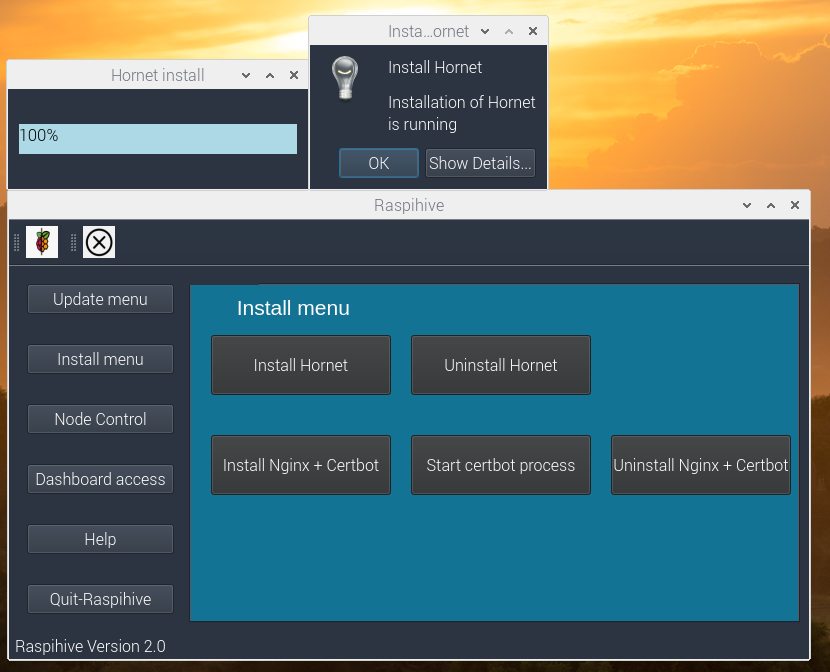 Insta...ornet
Hornet install
Install Hornet
Installation of Hornet
is running
100%
OK
Show Details...
Raspihive
Update menu
Install menu
Node Control
Dashboard access
Help
Quit-Raspihive
Install menu
Install Hornet
Uninstall Hornet
Install Nginx + Certbot
Start certbot process
Uninstall Nginx + Certbot
Raspihive Version 2.0